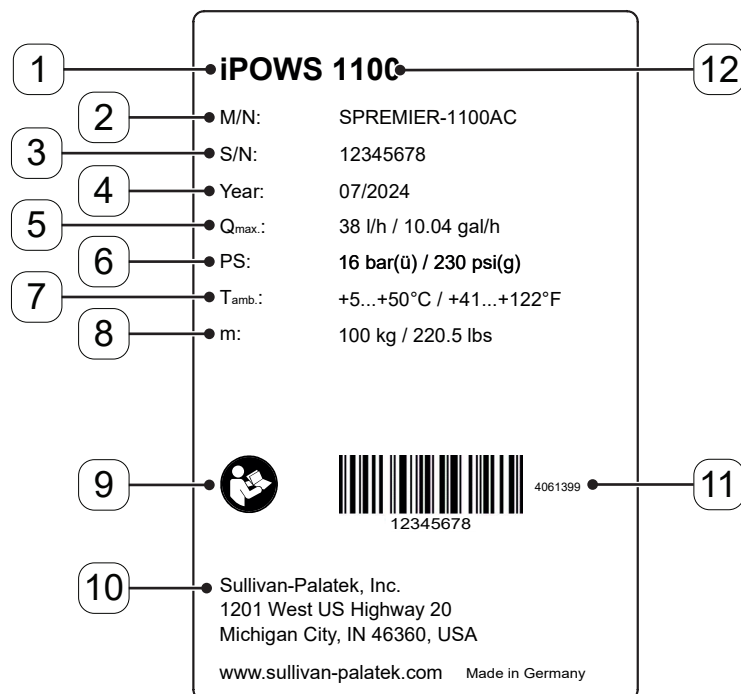 1
iPOWS 1100
12
2
M/N: SPREMIER-1100AC
3
S/N: 12345678
4
Year: 07/2024
5
Qmax.: 38 l/h / 10.04 gal/h
6
PS: 16 bar(ü) / 230 psi(g)
7
Tamb.: +5...+50°C / +41...+122°F
8
m: 100 kg / 220.5 lbs
9
4061399
11
12345678
10
Sullivan-Palatek, Inc.
1201 West US Highway 20
Michigan City, IN 46360, USA
www.sullivan-palatek.com Made in Germany